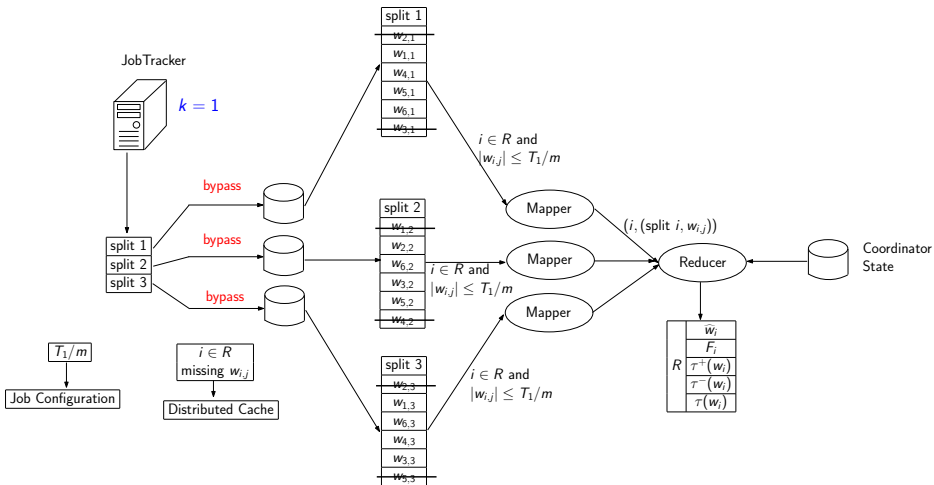 JobTracker
k = 1
split 1
split 2
split 3
bypass
bypass
bypass
T₁/m
Job Configuration
i ∈ R
missing wᵢ,ⱼ
Distributed Cache
split 1
w₂,₁
w₁,₁
w₄,₁
w₅,₁
w₆,₁
w₃,₁
split 2
w₁,₂
w₂,₂
w₆,₂
w₃,₂
w₅,₂
w₄,₂
split 3
w₂,₃
w₁,₃
w₆,₃
w₄,₃
w₃,₃
w₅,₃
i ∈ R and
|wᵢ,ⱼ| ≤ T₁/m
i ∈ R and
|wᵢ,ⱼ| ≤ T₁/m
i ∈ R and
|wᵢ,ⱼ| ≤ T₁/m
Mapper
Mapper
Mapper
(i, (split i, wᵢ,ⱼ))
Reducer
Coordinator
State
R
ŵᵢ
Fᵢ
τ⁺(wᵢ)
τ⁻(wᵢ)
τ(wᵢ)